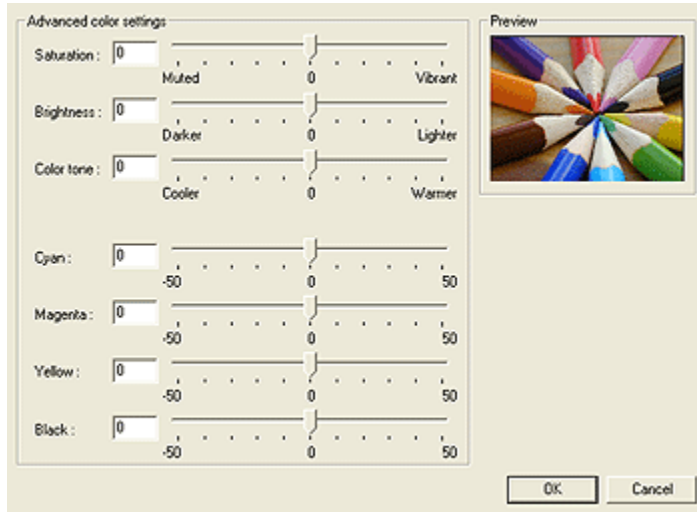 Advanced color settings
Saturation : 0
Muted 0 Vibrant
Brightness : 0
Darker 0 Lighter
Color tone : 0
Cooler 0 Warmer
Cyan : 0
-50 0 50
Magenta : 0
-50 0 50
Yellow : 0
-50 0 50
Black : 0
-50 0 50
Preview
OK Cancel